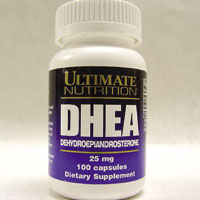 ULTIMATE
NUTRITION®
DHEA
DEHYDROEPIANDROSTERONE
25 mg
100 capsules
Dietary Supplement